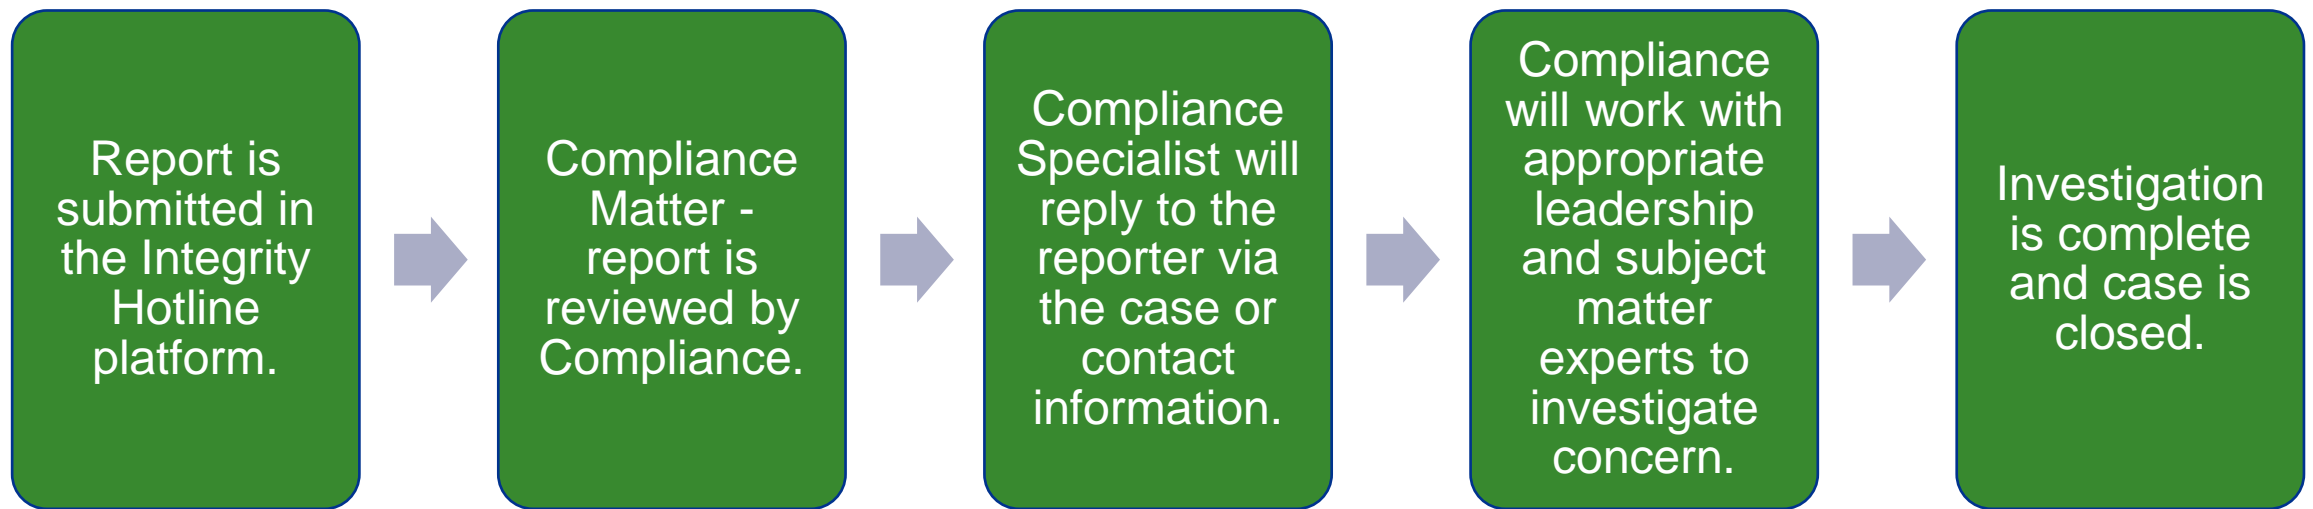 Report is
submitted in
the Integrity
Hotline
platform.
Compliance
Matter -
report is
reviewed by
Compliance.
Compliance
Specialist will
reply to the
reporter via
the case or
contact
information.
Compliance
will work with
appropriate
leadership
and subject
matter
experts to
investigate
concern.
Investigation
is complete
and case is
closed.